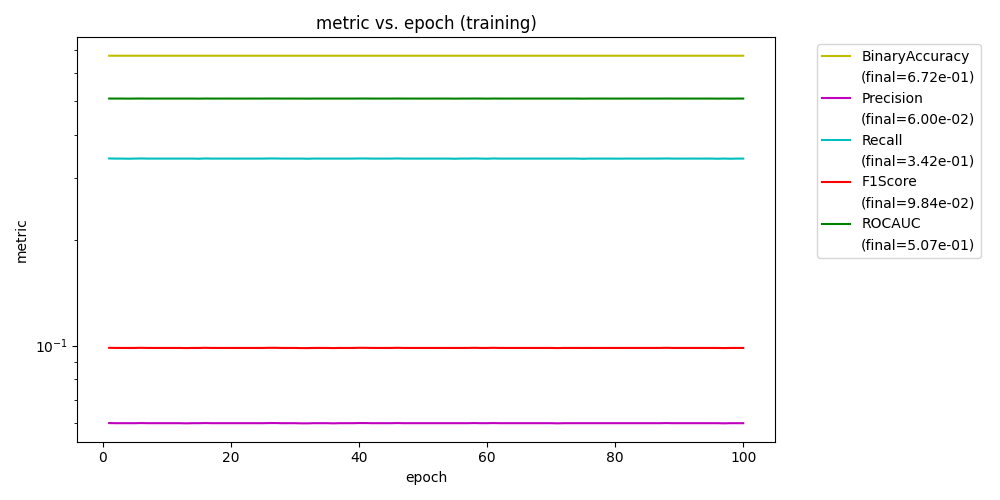 metric vs. epoch (training)
metric
10⁻¹
0 20 40 60 80 100
epoch
BinaryAccuracy
(final=6.72e-01)
Precision
(final=6.00e-02)
Recall
(final=3.42e-01)
F1Score
(final=9.84e-02)
ROCAUC
(final=5.07e-01)